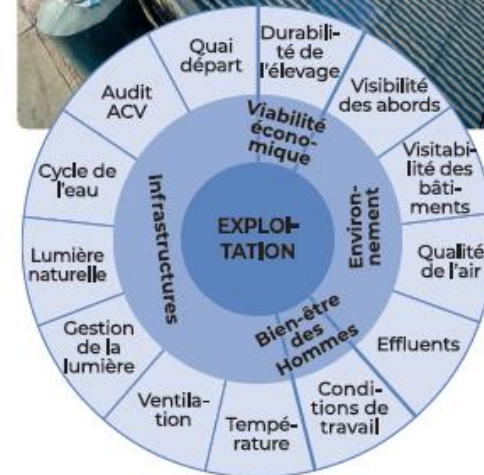 EXPLOI-
TATION
Viabilité
écono-
mique
Environ-
nement
Bien-être
des
Hommes
Infrastructures
Durabili-
té de
l'élevage
Visibilité
des abords
Visitabi-
lité des
bâti-
ments
Qualité
de l'air
Effluents
Condi-
tions de
travail
Tempé-
rature
Ventila-
tion
Gestion
de la
lumière
Lumière
naturelle
Cycle de
l'eau
Audit
ACV
Quai
départ